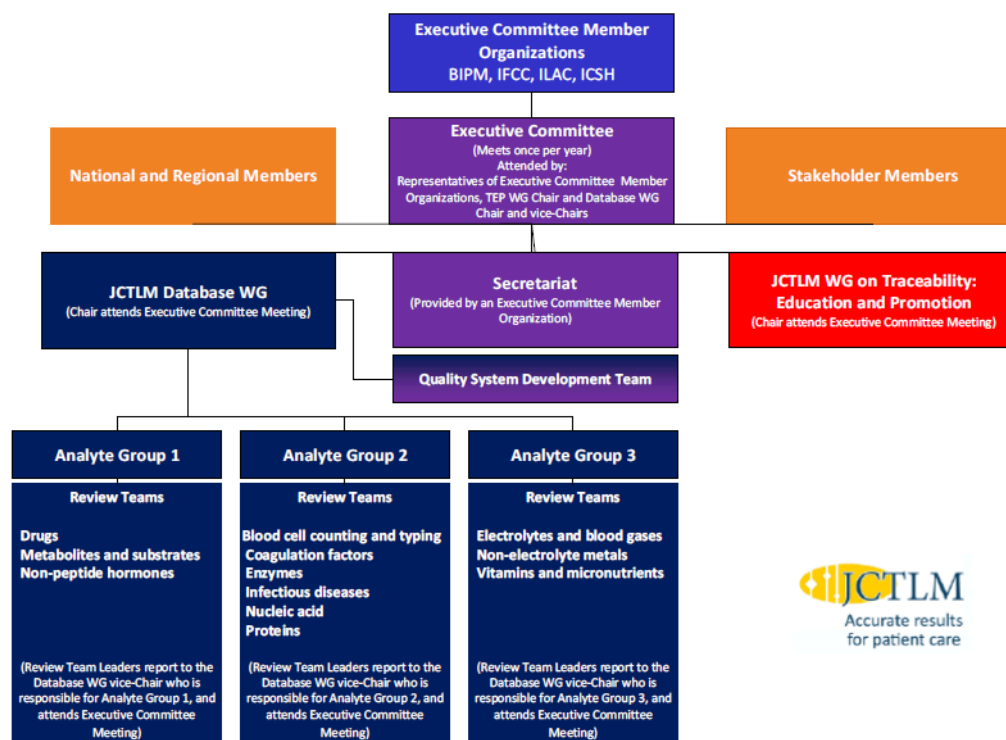 Executive Committee Member
Organizations
BIPM, IFCC, ILAC, ICSH
National and Regional Members
Executive Committee
(Meets once per year)
Attended by:
Representatives of Executive Committee Member
Organizations, TEP WG Chair and Database WG
Chair and vice-Chairs
Stakeholder Members
JCTLM Database WG
(Chair attends Executive Committee Meeting)
Secretariat
(Provided by an Executive Committee Member
Organization)
JCTLM WG on Traceability:
Education and Promotion
(Chair attends Executive Committee Meeting)
Quality System Development Team
Analyte Group 1
Review Teams
Drugs
Metabolites and substrates
Non-peptide hormones
(Review Team Leaders report to the
Database WG vice-Chair who is
responsible for Analyte Group 1, and
attends Executive Committee
Meeting)
Analyte Group 2
Review Teams
Blood cell counting and typing
Coagulation factors
Enzymes
Infectious diseases
Nucleic acid
Proteins
(Review Team Leaders report to the
Database WG vice-Chair who is
responsible for Analyte Group 2, and
attends Executive Committee
Meeting)
Analyte Group 3
Review Teams
Electrolytes and blood gases
Non-electrolyte metals
Vitamins and micronutrients
(Review Team Leaders report to the
Database WG vice-Chair who is
responsible for Analyte Group 3, and
attends Executive Committee
Meeting)
JCTLM
Accurate results
for patient care